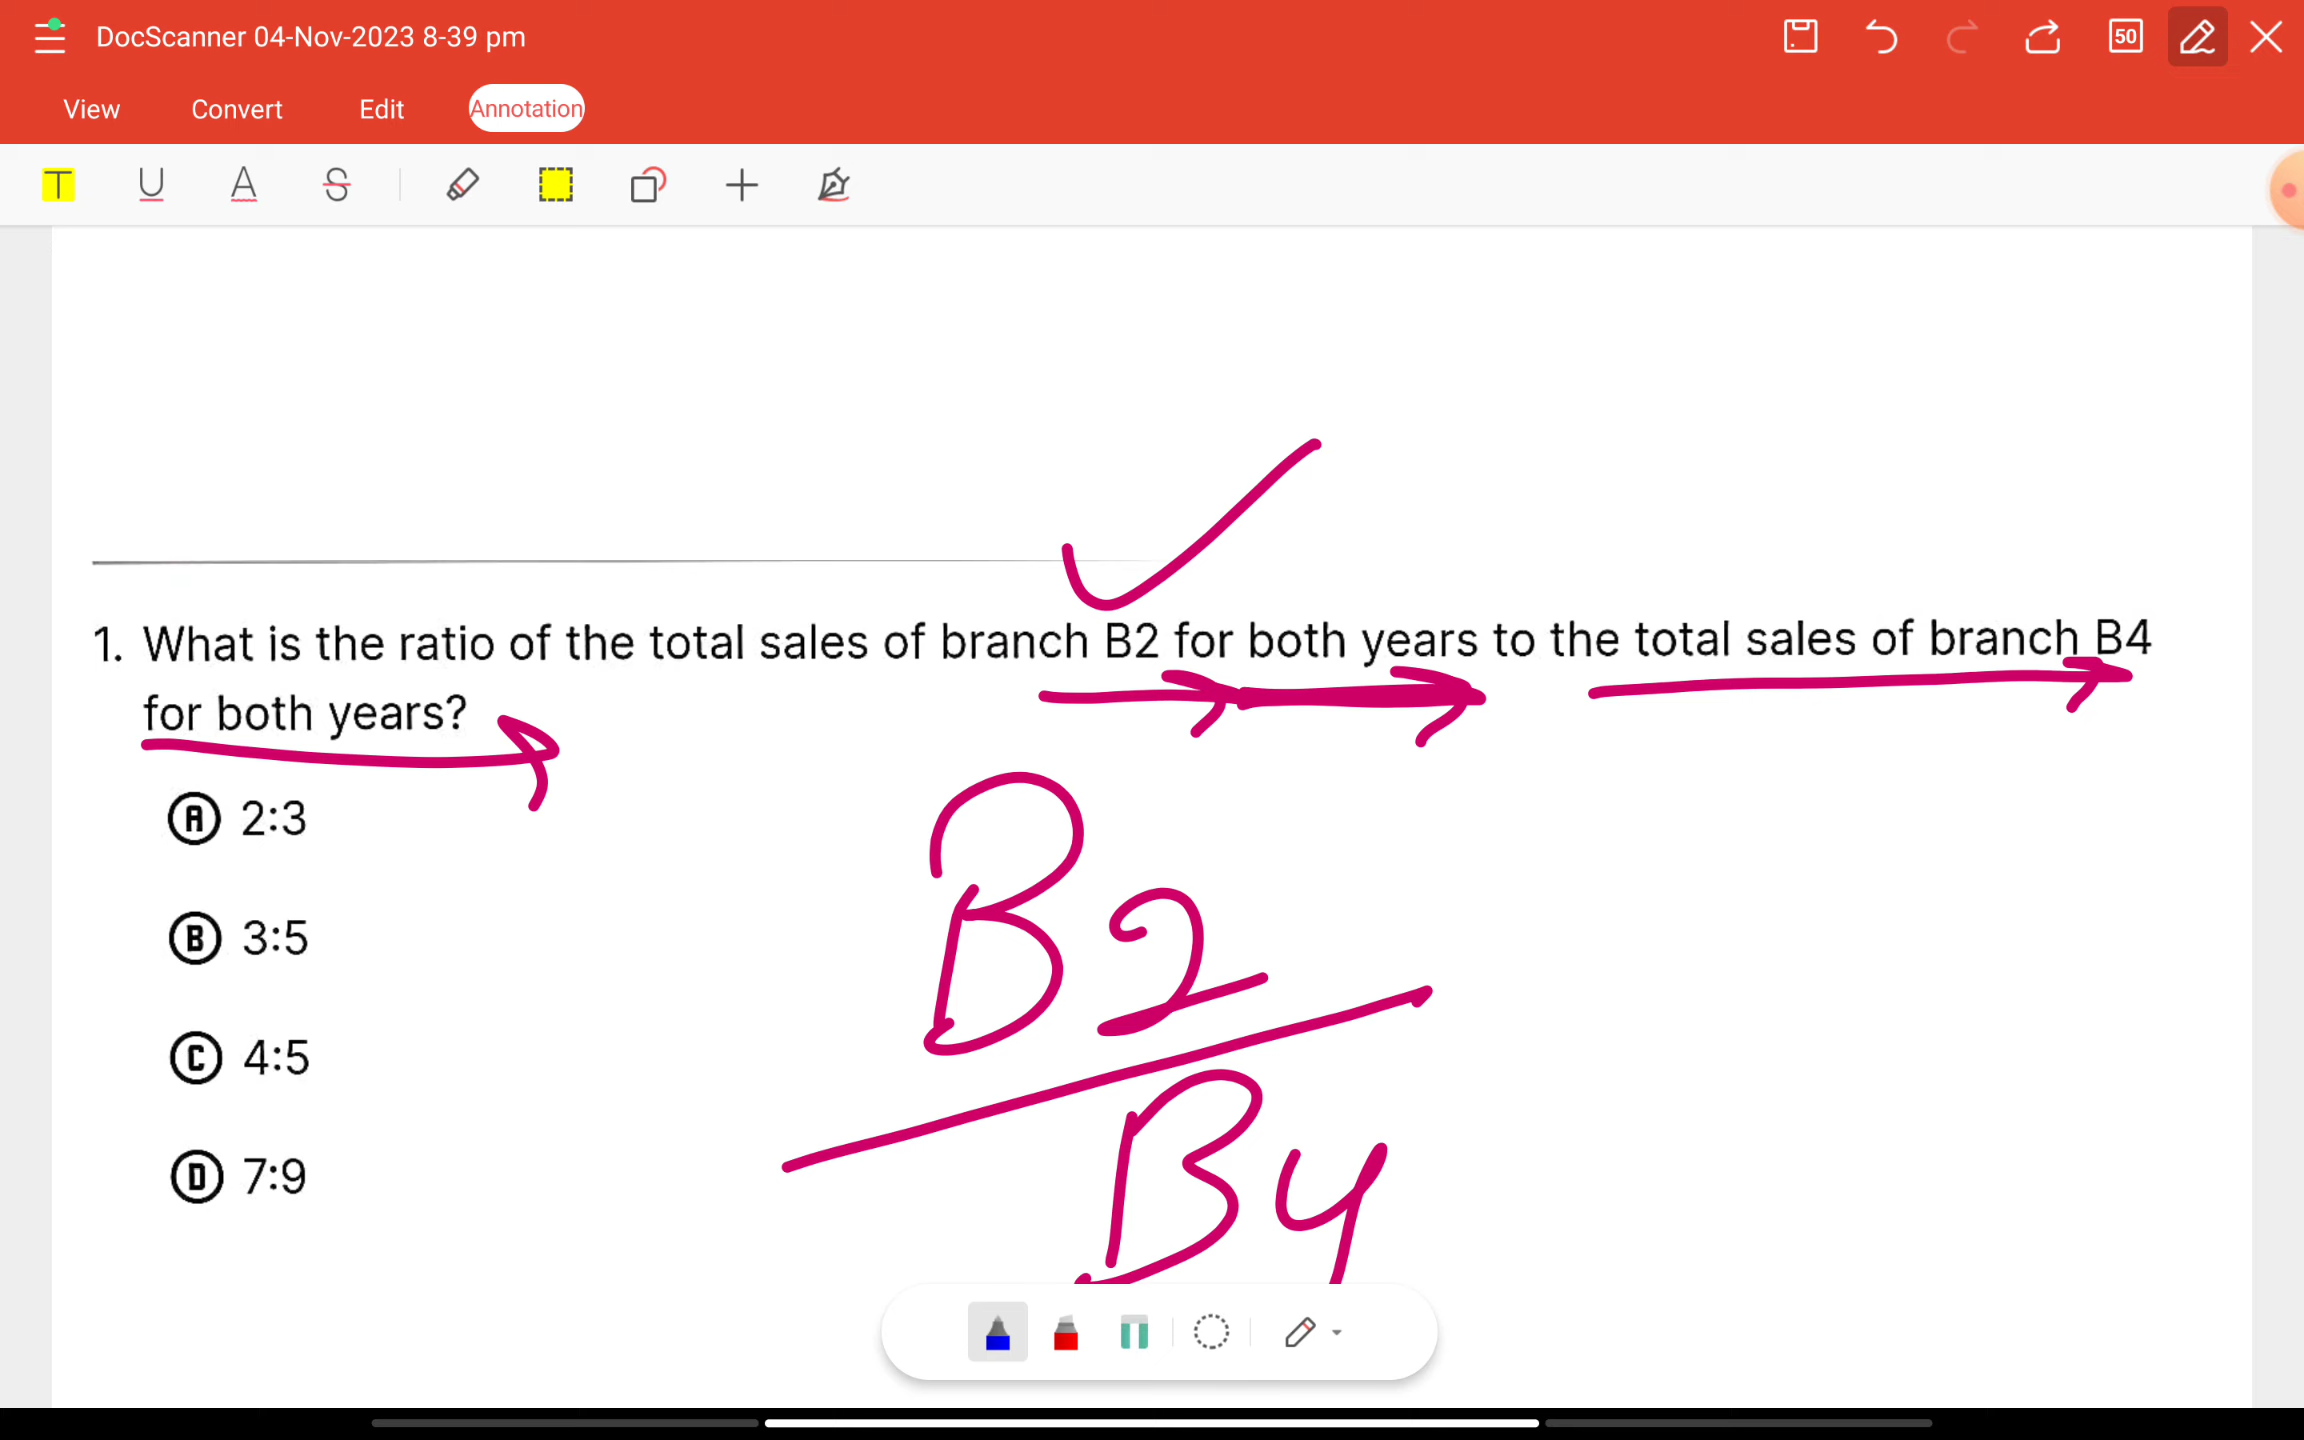 DocScanner 04-Nov-2023 8-39 pm
50
View Convert Edit Annotation
T U A S
1. What is the ratio of the total sales of branch B2 for both years to the total sales of branch B4
for both years?
A 2:3
B 3:5
C 4:5
D 7:9
B2
B4